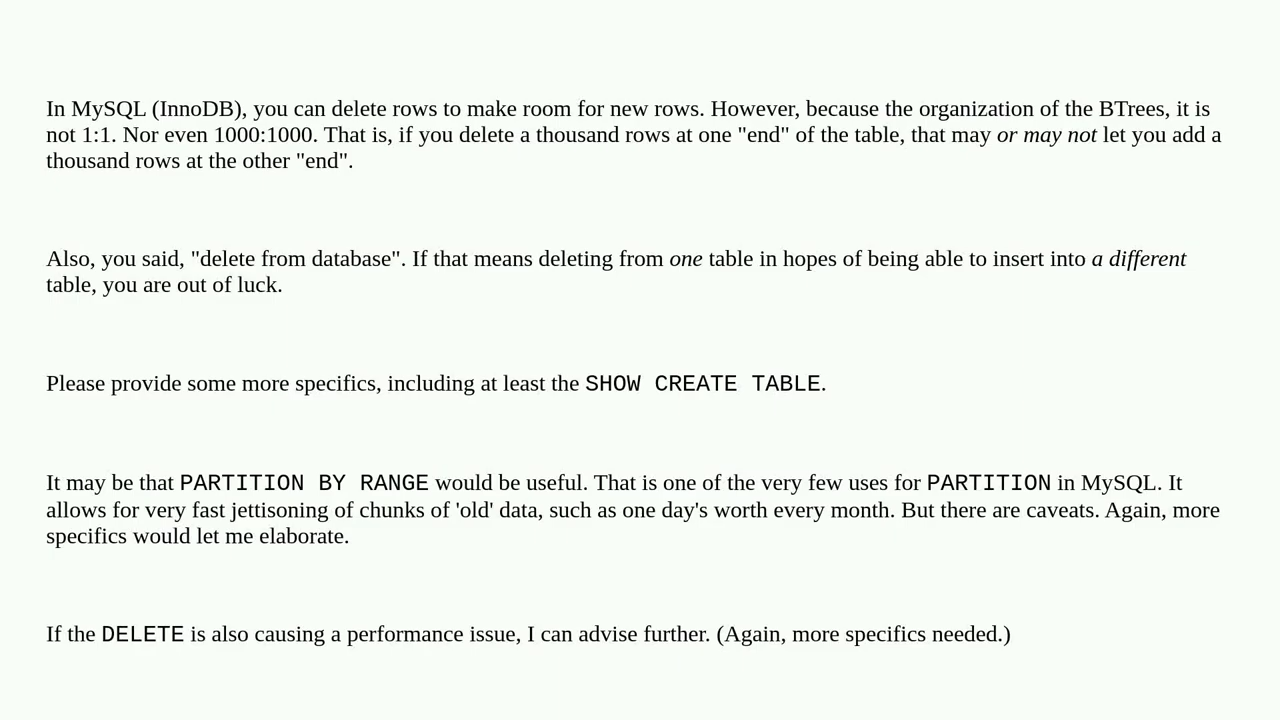 In MySQL (InnoDB), you can delete rows to make room for new rows. However, because the organization of the BTrees, it is
not 1:1. Nor even 1000:1000. That is, if you delete a thousand rows at one "end" of the table, that may or may not let you add a
thousand rows at the other "end".
Also, you said, "delete from database". If that means deleting from one table in hopes of being able to insert into a different
table, you are out of luck.
Please provide some more specifics, including at least the SHOW CREATE TABLE.
It may be that PARTITION BY RANGE would be useful. That is one of the very few uses for PARTITION in MySQL. It
allows for very fast jettisoning of chunks of 'old' data, such as one day's worth every month. But there are caveats. Again, more
specifics would let me elaborate.
If the DELETE is also causing a performance issue, I can advise further. (Again, more specifics needed.)